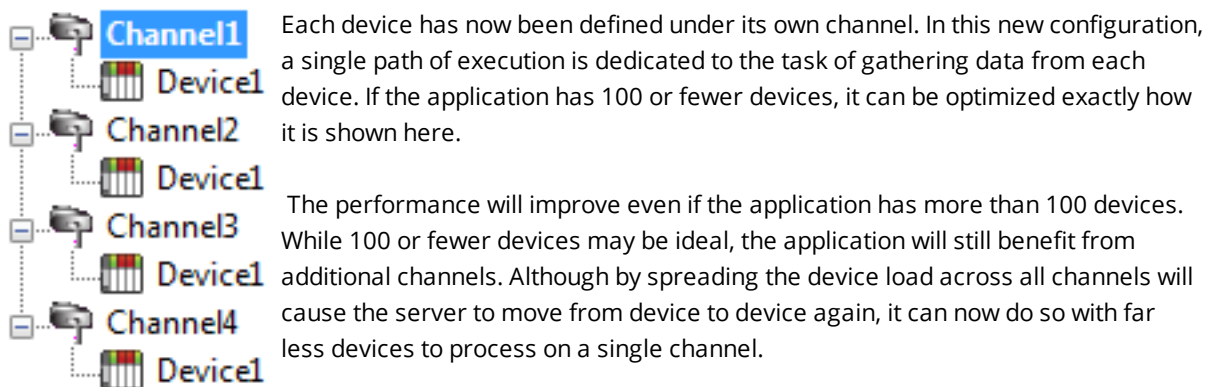 Channel1
Device1
Channel2
Device1
Channel3
Device1
Channel4
Device1
Each device has now been defined under its own channel. In this new configuration,
a single path of execution is dedicated to the task of gathering data from each
device. If the application has 100 or fewer devices, it can be optimized exactly how
it is shown here.
The performance will improve even if the application has more than 100 devices.
While 100 or fewer devices may be ideal, the application will still benefit from
additional channels. Although by spreading the device load across all channels will
cause the server to move from device to device again, it can now do so with far
less devices to process on a single channel.